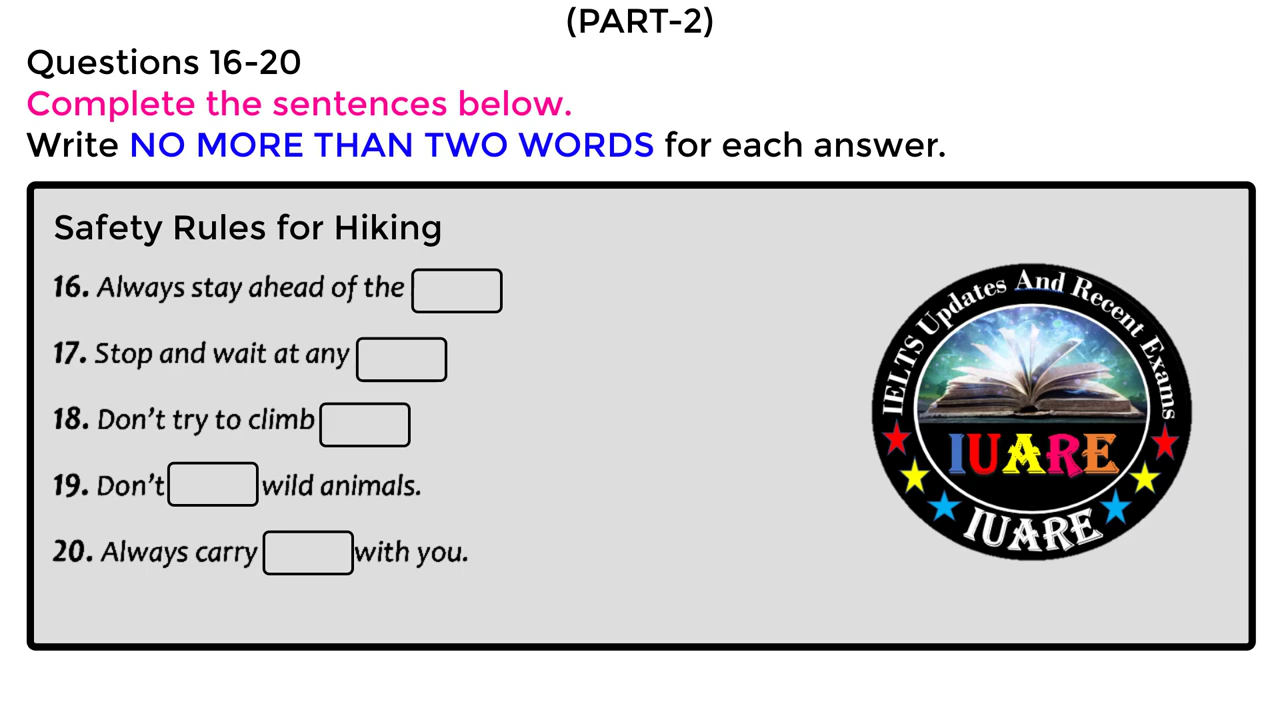 (PART-2)
Questions 16-20
Complete the sentences below.
Write NO MORE THAN TWO WORDS for each answer.
Safety Rules for Hiking
16. Always stay ahead of the
17. Stop and wait at any
18. Don't try to climb
19. Don't wild animals.
20. Always carry with you.
IELTS Updates And Recent Exams
IUARE
IUARE